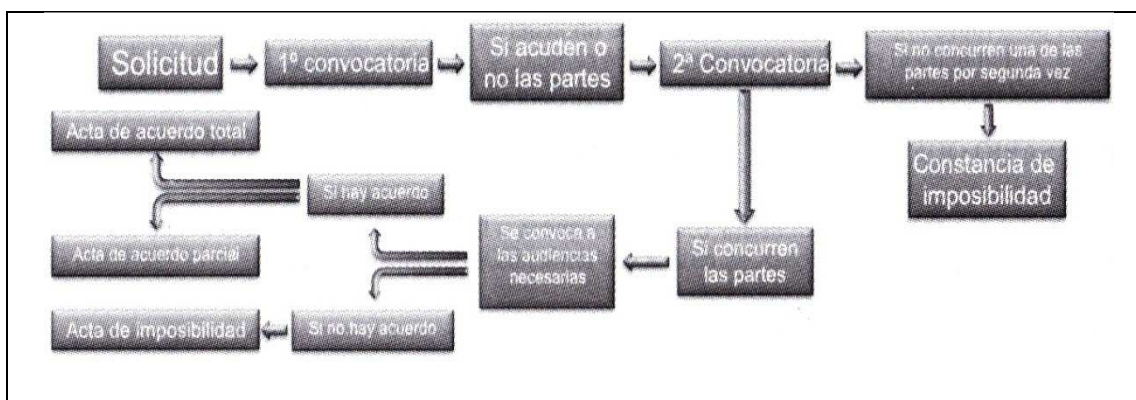 Solicitud
1º convocatoria
Si acuden o
no las partes
2ª Convocatoria
Si no concurren una de las
partes por segunda vez
Constancia de
imposibilidad
Acta de acuerdo total
Si hay acuerdo
Acta de acuerdo parcial
Se convoca a
las audiencias
necesarias
Si concurren
las partes
Acta de imposibilidad
Si no hay acuerdo